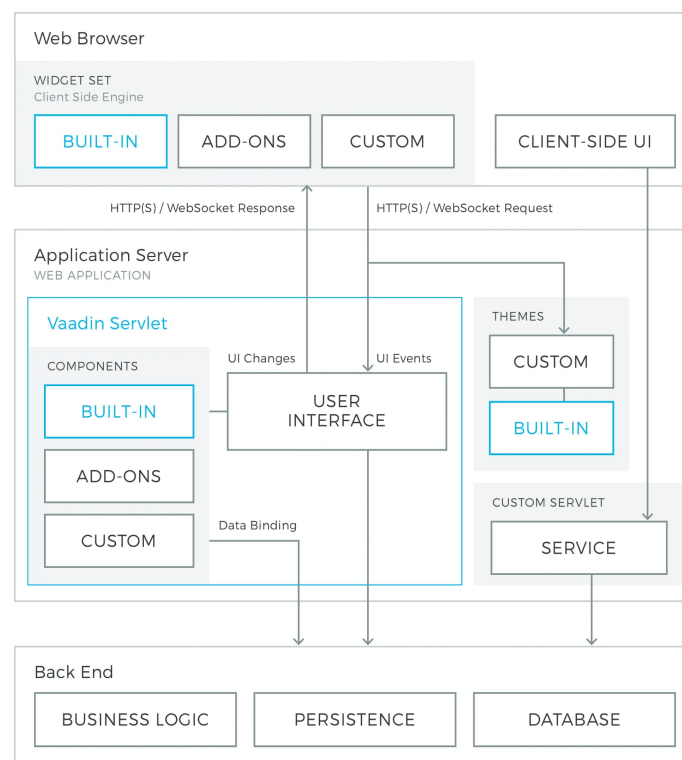 Web Browser
WIDGET SET
Client Side Engine
BUILT-IN
ADD-ONS
CUSTOM
CLIENT-SIDE UI
HTTP(S) / WebSocket Response
HTTP(S) / WebSocket Request
Application Server
WEB APPLICATION
Vaadin Servlet
COMPONENTS
BUILT-IN
ADD-ONS
CUSTOM
UI Changes
UI Events
USER
INTERFACE
Data Binding
THEMES
CUSTOM
BUILT-IN
CUSTOM SERVLET
SERVICE
Back End
BUSINESS LOGIC
PERSISTENCE
DATABASE